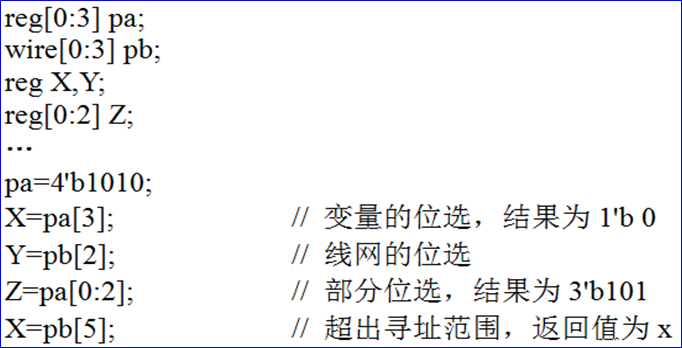 reg[0:3] pa;
wire[0:3] pb;
reg X,Y;
reg[0:2] Z;
…
pa=4'b1010;
X=pa[3]; // 变量的位选，结果为1'b 0
Y=pb[2]; // 线网的位选
Z=pa[0:2]; // 部分位选，结果为3'b101
X=pb[5]; // 超出寻址范围，返回值为x